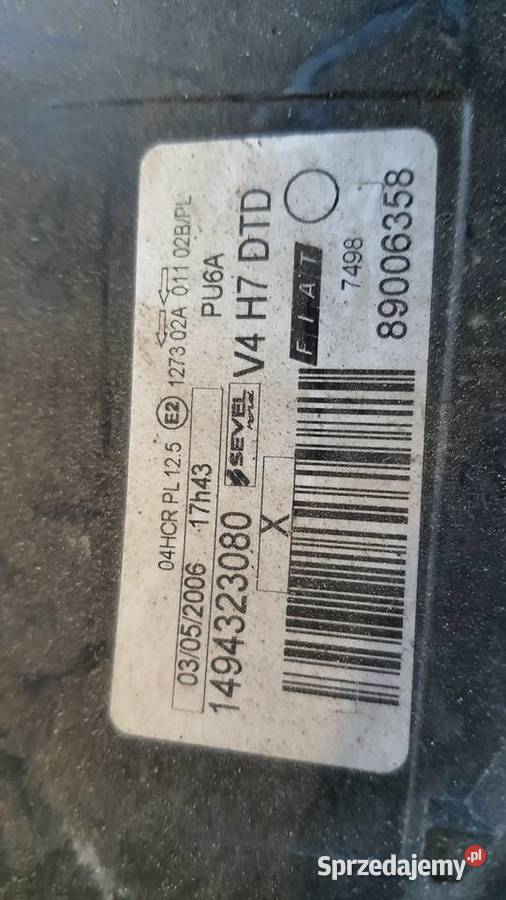 04HCR PL 12.5 E2 1273 02A 011 02B/PL
03/05/2006 17h43 PU6A
1494323080 SEVEL nord V4 H7 DTD
X FIAT
7498
89006358
Sprzedajemy.pl